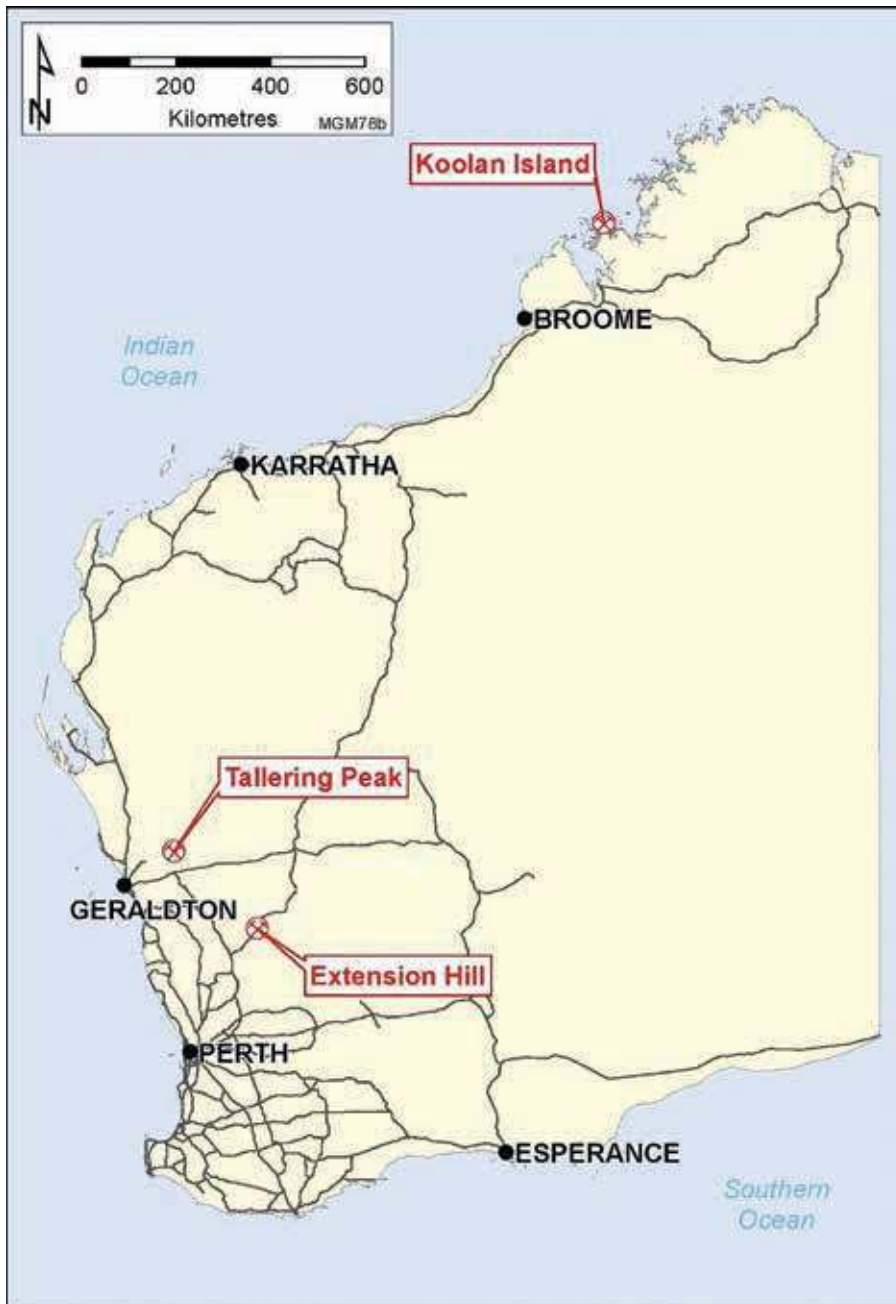 0 200 400 600
Kilometres
MGM78b
N
Koolan Island
BROOME
Indian
Ocean
KARRATHA
Tallering Peak
GERALDTON
Extension Hill
PERTH
ESPERANCE
Southern
Ocean